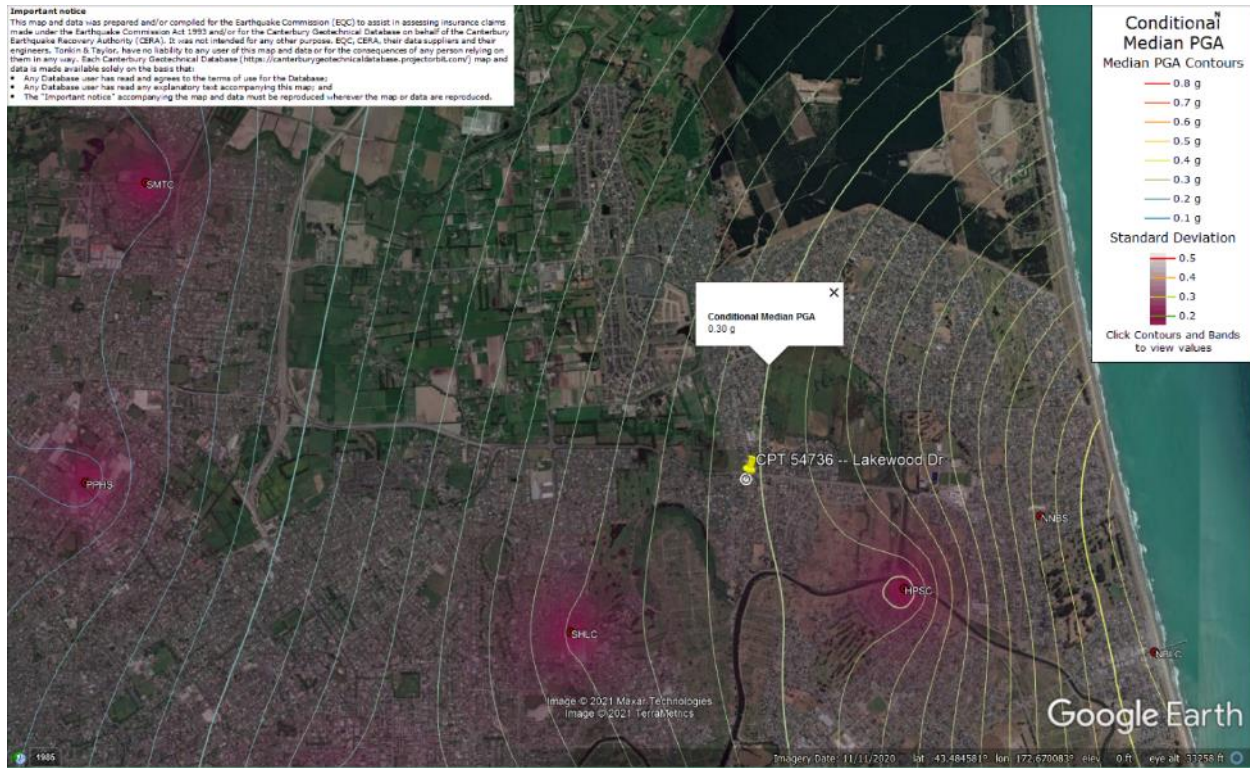 Important notice
This map and data was prepared and/or compiled for the Earthquake Commission (EQC) to assist in assessing insurance claims
made under the Earthquake Commission Act 1993 and/or for the Canterbury Geotechnical Database on behalf of the Canterbury
Earthquake Recovery Authority (CERA). It was not intended for any other purpose. EQC, CERA, their data suppliers and their
engineers, Tonkin & Taylor, have no liability to any user of this map and data or for the consequences of any person relying on
them in any way. Each Canterbury Geotechnical Database (https://canterburygeotechnicaldatabase.projectorbit.com/) map and
data is made available solely on the basis that:
• Any Database user has read and agrees to the terms of use for the Database;
• Any Database user has read any explanatory text accompanying this map; and
• The "Important notice" accompanying the map and data must be reproduced wherever the map or data are reproduced.
N
Conditional
Median PGA
Median PGA Contours
0.8 g
0.7 g
0.6 g
0.5 g
0.4 g
0.3 g
0.2 g
0.1 g
Standard Deviation
0.5
0.4
0.3
0.2
Click Contours and Bands
to view values
SMTC
Conditional Median PGA
0.30 g
CPT 54736 -- Lakewood Dr
PPHS
NNBS
HPSC
SHLC
NBLC
Image © 2021 Maxar Technologies
Image © 2021 TerraMetrics
Google Earth
1985
Imagery Date: 11/11/2020 lat -43.484581° lon 172.670083° elev 0 ft eye alt 33258 ft